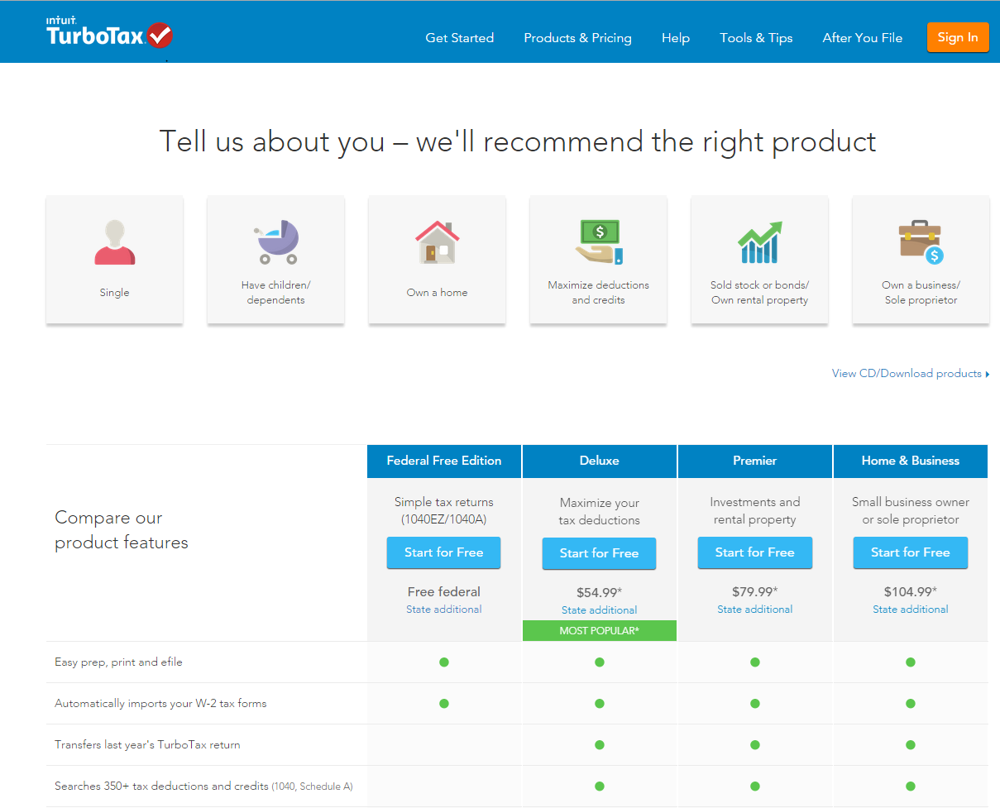 intuit.
TurboTax
Get Started
Products & Pricing
Help
Tools & Tips
After You File
Sign In
Tell us about you – we'll recommend the right product
Single
Have children/
dependents
Own a home
Maximize deductions
and credits
Sold stock or bonds/
Own rental property
Own a business/
Sole proprietor
View CD/Download products
Compare our
product features
Federal Free Edition
Simple tax returns
(1040EZ/1040A)
Start for Free
Free federal
State additional
Deluxe
Maximize your
tax deductions
Start for Free
$54.99*
State additional
MOST POPULAR*
Premier
Investments and
rental property
Start for Free
$79.99*
State additional
Home & Business
Small business owner
or sole proprietor
Start for Free
$104.99*
State additional
Easy prep, print and efile
Automatically imports your W-2 tax forms
Transfers last year's TurboTax return
Searches 350+ tax deductions and credits (1040, Schedule A)